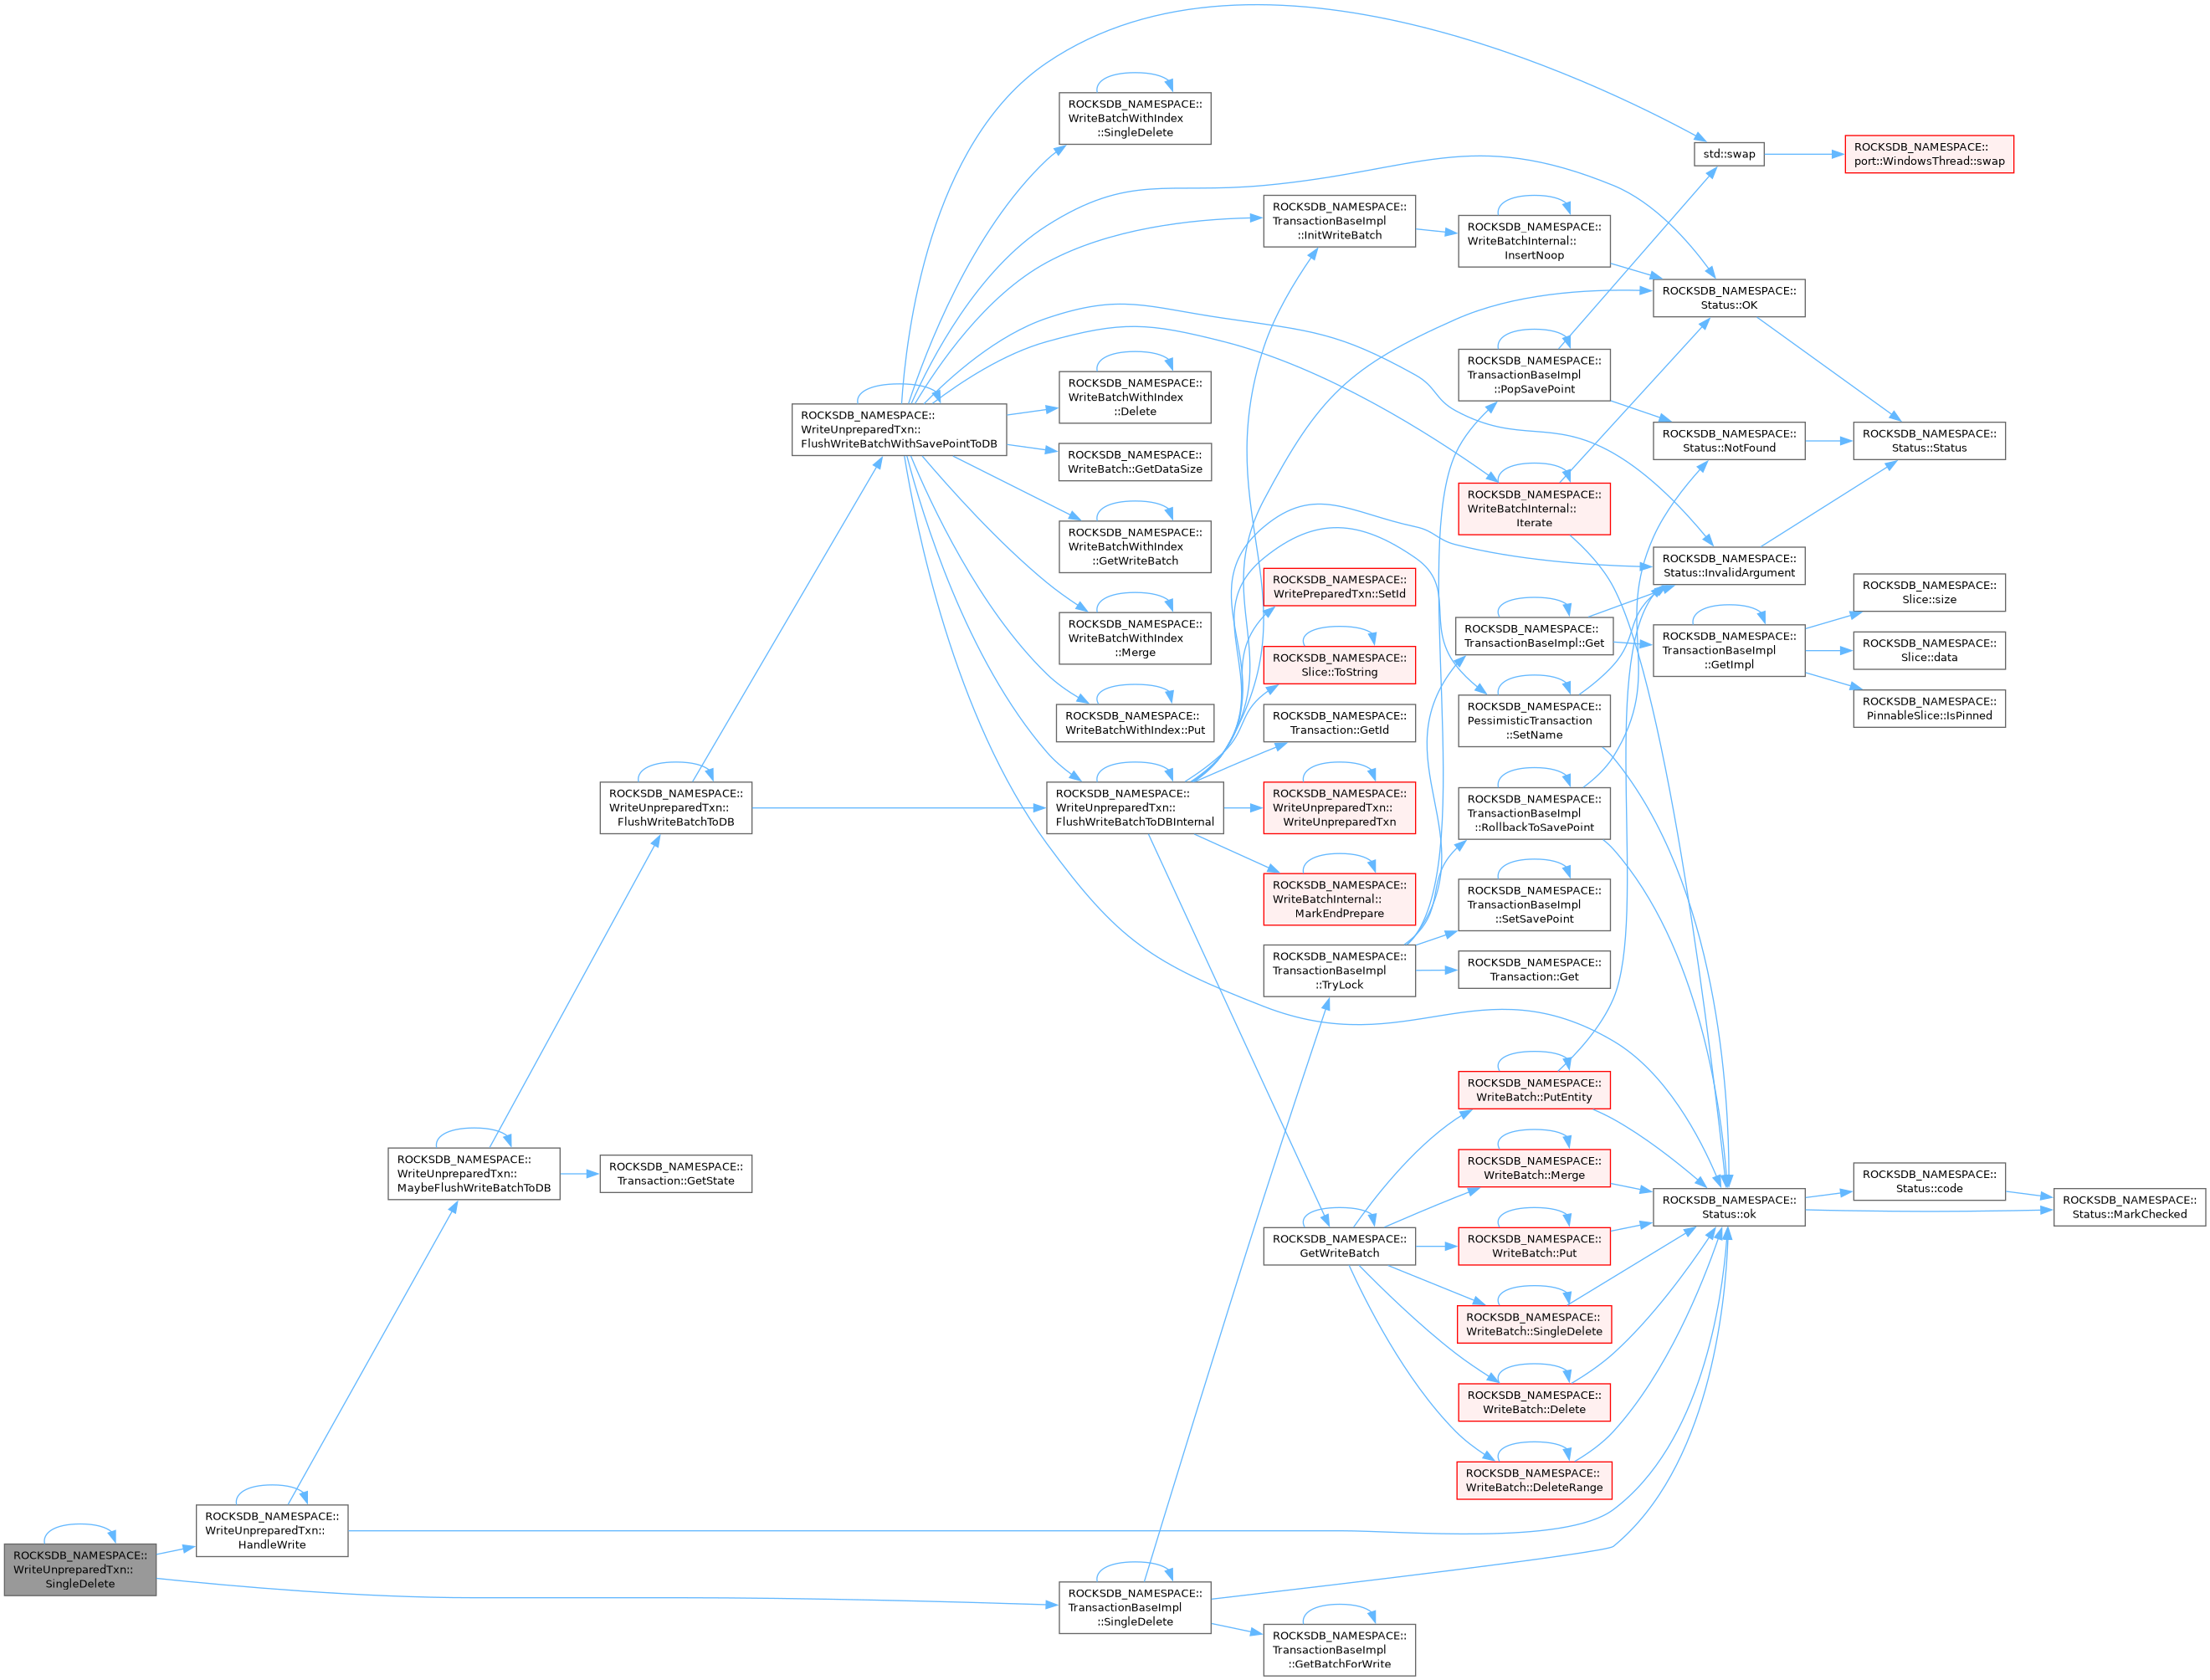 ROCKSDB_NAMESPACE::
WriteUnpreparedTxn::
SingleDelete
ROCKSDB_NAMESPACE::
WriteUnpreparedTxn::
HandleWrite
ROCKSDB_NAMESPACE::
WriteUnpreparedTxn::
MaybeFlushWriteBatchToDB
ROCKSDB_NAMESPACE::
WriteUnpreparedTxn::
FlushWriteBatchToDB
ROCKSDB_NAMESPACE::
Transaction::GetState
ROCKSDB_NAMESPACE::
WriteUnpreparedTxn::
FlushWriteBatchWithSavePointToDB
ROCKSDB_NAMESPACE::
WriteBatchWithIndex
::SingleDelete
ROCKSDB_NAMESPACE::
WriteBatchWithIndex
::Delete
ROCKSDB_NAMESPACE::
WriteBatch::GetDataSize
ROCKSDB_NAMESPACE::
WriteBatchWithIndex
::GetWriteBatch
ROCKSDB_NAMESPACE::
WriteBatchWithIndex
::Merge
ROCKSDB_NAMESPACE::
WriteBatchWithIndex::Put
ROCKSDB_NAMESPACE::
WriteUnpreparedTxn::
FlushWriteBatchToDBInternal
ROCKSDB_NAMESPACE::
TransactionBaseImpl
::SingleDelete
ROCKSDB_NAMESPACE::
TransactionBaseImpl
::InitWriteBatch
ROCKSDB_NAMESPACE::
WritePreparedTxn::SetId
ROCKSDB_NAMESPACE::
Slice::ToString
ROCKSDB_NAMESPACE::
Transaction::GetId
ROCKSDB_NAMESPACE::
WriteUnpreparedTxn::
WriteUnpreparedTxn
ROCKSDB_NAMESPACE::
WriteBatchInternal::
MarkEndPrepare
ROCKSDB_NAMESPACE::
TransactionBaseImpl
::TryLock
ROCKSDB_NAMESPACE::
GetWriteBatch
ROCKSDB_NAMESPACE::
TransactionBaseImpl
::GetBatchForWrite
ROCKSDB_NAMESPACE::
WriteBatchInternal::
InsertNoop
ROCKSDB_NAMESPACE::
TransactionBaseImpl
::PopSavePoint
ROCKSDB_NAMESPACE::
WriteBatchInternal::
Iterate
ROCKSDB_NAMESPACE::
TransactionBaseImpl::Get
ROCKSDB_NAMESPACE::
PessimisticTransaction
::SetName
ROCKSDB_NAMESPACE::
TransactionBaseImpl
::RollbackToSavePoint
ROCKSDB_NAMESPACE::
TransactionBaseImpl
::SetSavePoint
ROCKSDB_NAMESPACE::
Transaction::Get
ROCKSDB_NAMESPACE::
WriteBatch::PutEntity
ROCKSDB_NAMESPACE::
WriteBatch::Merge
ROCKSDB_NAMESPACE::
WriteBatch::Put
ROCKSDB_NAMESPACE::
WriteBatch::SingleDelete
ROCKSDB_NAMESPACE::
WriteBatch::Delete
ROCKSDB_NAMESPACE::
WriteBatch::DeleteRange
std::swap
ROCKSDB_NAMESPACE::
Status::OK
ROCKSDB_NAMESPACE::
Status::NotFound
ROCKSDB_NAMESPACE::
Status::InvalidArgument
ROCKSDB_NAMESPACE::
TransactionBaseImpl
::GetImpl
ROCKSDB_NAMESPACE::
Status::ok
ROCKSDB_NAMESPACE::
port::WindowsThread::swap
ROCKSDB_NAMESPACE::
Status::Status
ROCKSDB_NAMESPACE::
Slice::size
ROCKSDB_NAMESPACE::
Slice::data
ROCKSDB_NAMESPACE::
PinnableSlice::IsPinned
ROCKSDB_NAMESPACE::
Status::code
ROCKSDB_NAMESPACE::
Status::MarkChecked